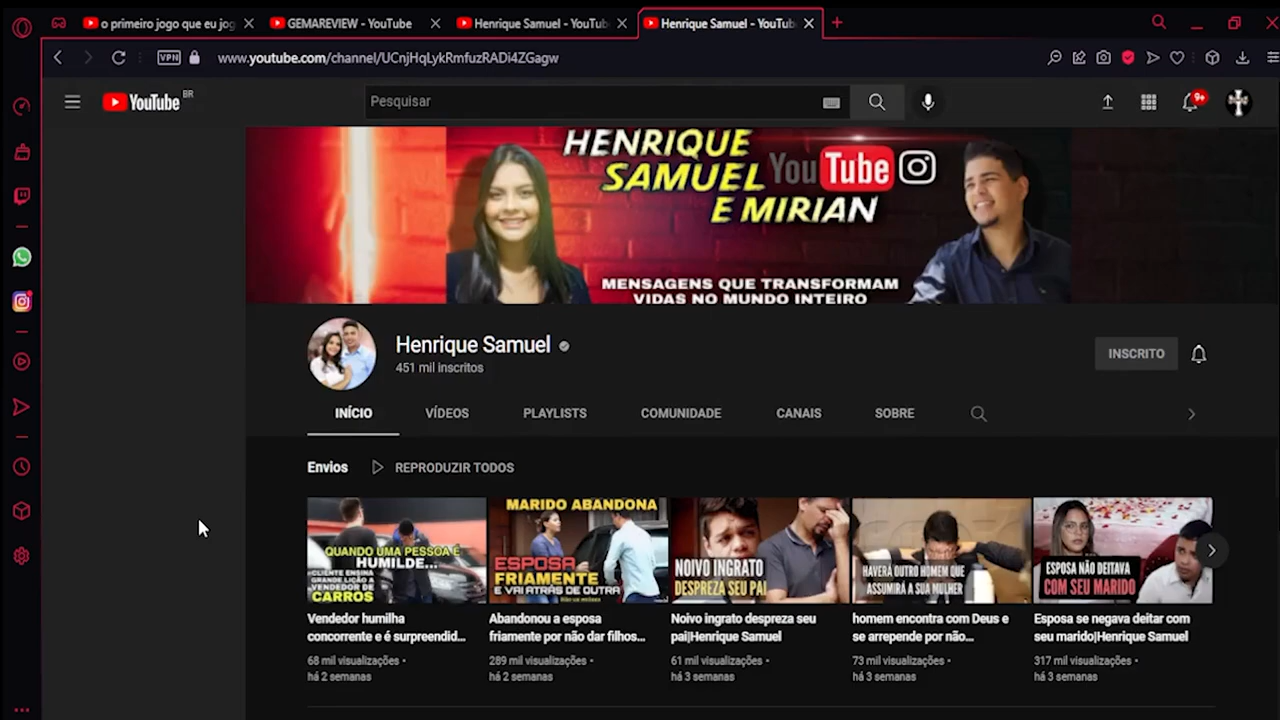 o primeiro jogo que eu jog
GEMAREVIEW - YouTube
Henrique Samuel - YouTub
Henrique Samuel - YouTub
VPN
www.youtube.com/channel/UCnjHqLykRmfuzRADi4ZGagw
YouTube BR
Pesquisar
9+
HENRIQUE
SAMUEL YouTube
E MIRIAN
MENSAGENS QUE TRANSFORMAM
VIDAS NO MUNDO INTEIRO
Henrique Samuel
451 mil inscritos
INSCRITO
INÍCIO VÍDEOS PLAYLISTS COMUNIDADE CANAIS SOBRE
Envios REPRODUZIR TODOS
QUANDO UMA PESSOA É
HUMILDE...
CLIENTE ENSINA
GRANDE LIÇÃO A
VENDEDOR DE
CARROS
MARIDO ABANDONA
ESPOSA
FRIAMENTE
E VAI ATRÁS DE OUTRA
NOIVO INGRATO
DESPREZA SEU PAI
HAVERÁ OUTRO HOMEM QUE
ASSUMIRÁ A SUA MULHER
ESPOSA NÃO DEITAVA
COM SEU MARIDO
Vendedor humilha
concorrente e é surpreendid...
68 mil visualizações •
há 2 semanas
Abandonou a esposa
friamente por não dar filhos...
289 mil visualizações •
há 2 semanas
Noivo ingrato despreza seu
pai|Henrique Samuel
61 mil visualizações •
há 3 semanas
homem encontra com Deus e
se arrepende por não...
73 mil visualizações •
há 3 semanas
Esposa se negava deitar com
seu marido|Henrique Samuel
317 mil visualizações •
há 3 semanas